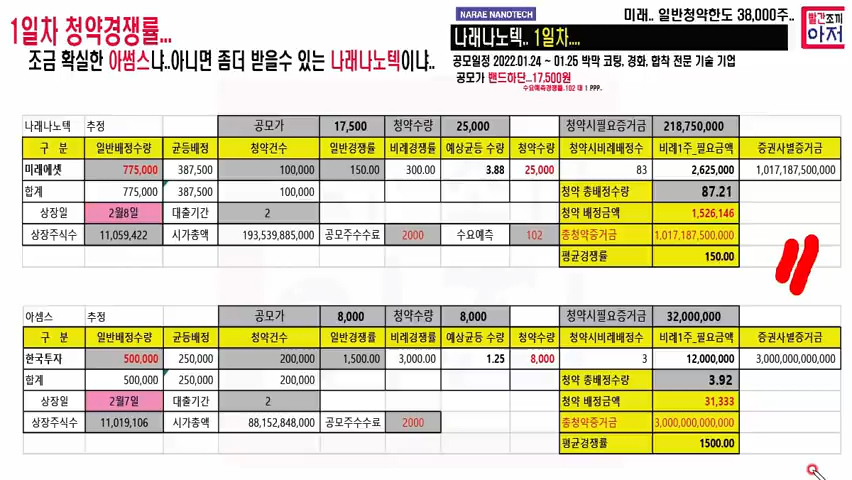 1일차 청약경쟁률...
조금 확실한 아썸스냐..아니면 좀더 받을수 있는 나래나노텍이냐..
NARAE NANOTECH
미래.. 일반청약한도 38,000주..
빨간조끼
아저
나래나노텍.. 1일차....
공모일정 2022.01.24 ~ 01.25 박막 코팅, 경화, 합착 전문 기술 기업
공모가 밴드하단...17,500원
수요예측경쟁률..102 대 1 PPP..
나래나노텍 추정 공모가 17,500 청약수량 25,000 청약시필요증거금 218,750,000
구 분 일반배정수량 균등배정 청약건수 일반경쟁률 비례경쟁률 예상균등 수량 청약수량 청약시비례배정수 비례1주_필요금액 증권사별증거금
미래에셋 775,000 387,500 100,000 150.00 300.00 3.88 25,000 83 2,625,000 1,017,187,500,000
합계 775,000 387,500 100,000 청약 총배정수량 87.21
상장일 2월8일 대출기간 2 청약 배정금액 1,526,146
상장주식수 11,059,422 시가총액 193,539,885,000 공모주수수료 2000 수요예측 102 총청약증거금 1,017,187,500,000
평균경쟁률 150.00
아센스 추정 공모가 8,000 청약수량 8,000 청약시필요증거금 32,000,000
구 분 일반배정수량 균등배정 청약건수 일반경쟁률 비례경쟁률 예상균등 수량 청약수량 청약시비례배정수 비례1주_필요금액 증권사별증거금
한국투자 500,000 250,000 200,000 1,500.00 3,000.00 1.25 8,000 3 12,000,000 3,000,000,000,000
합계 500,000 250,000 200,000 청약 총배정수량 3.92
상장일 2월7일 대출기간 2 청약 배정금액 31,333
상장주식수 11,019,106 시가총액 88,152,848,000 공모주수수료 2000 총청약증거금 3,000,000,000,000
평균경쟁률 1500.00